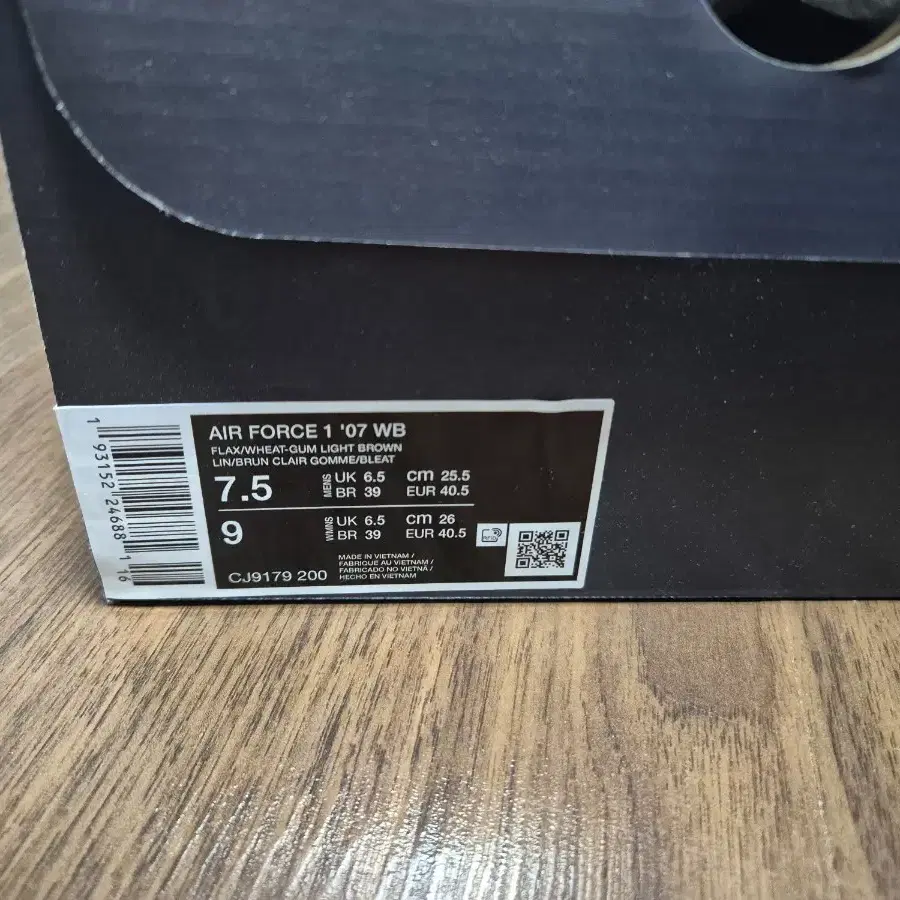 AIR FORCE 1 '07 WB
FLAX/WHEAT-GUM LIGHT BROWN
LIN/BRUN CLAIR GOMME/BLEAT
7.5 MENS UK 6.5 cm 25.5
BR 39 EUR 40.5
9 WMNS UK 6.5 cm 26
BR 39 EUR 40.5
MADE IN VIETNAM /
FABRIQUÉ AU VIETNAM /
FABRICADO NO VIETNÃ /
HECHO EN VIETNAM
CJ9179 200
1 93152 24688 1 16